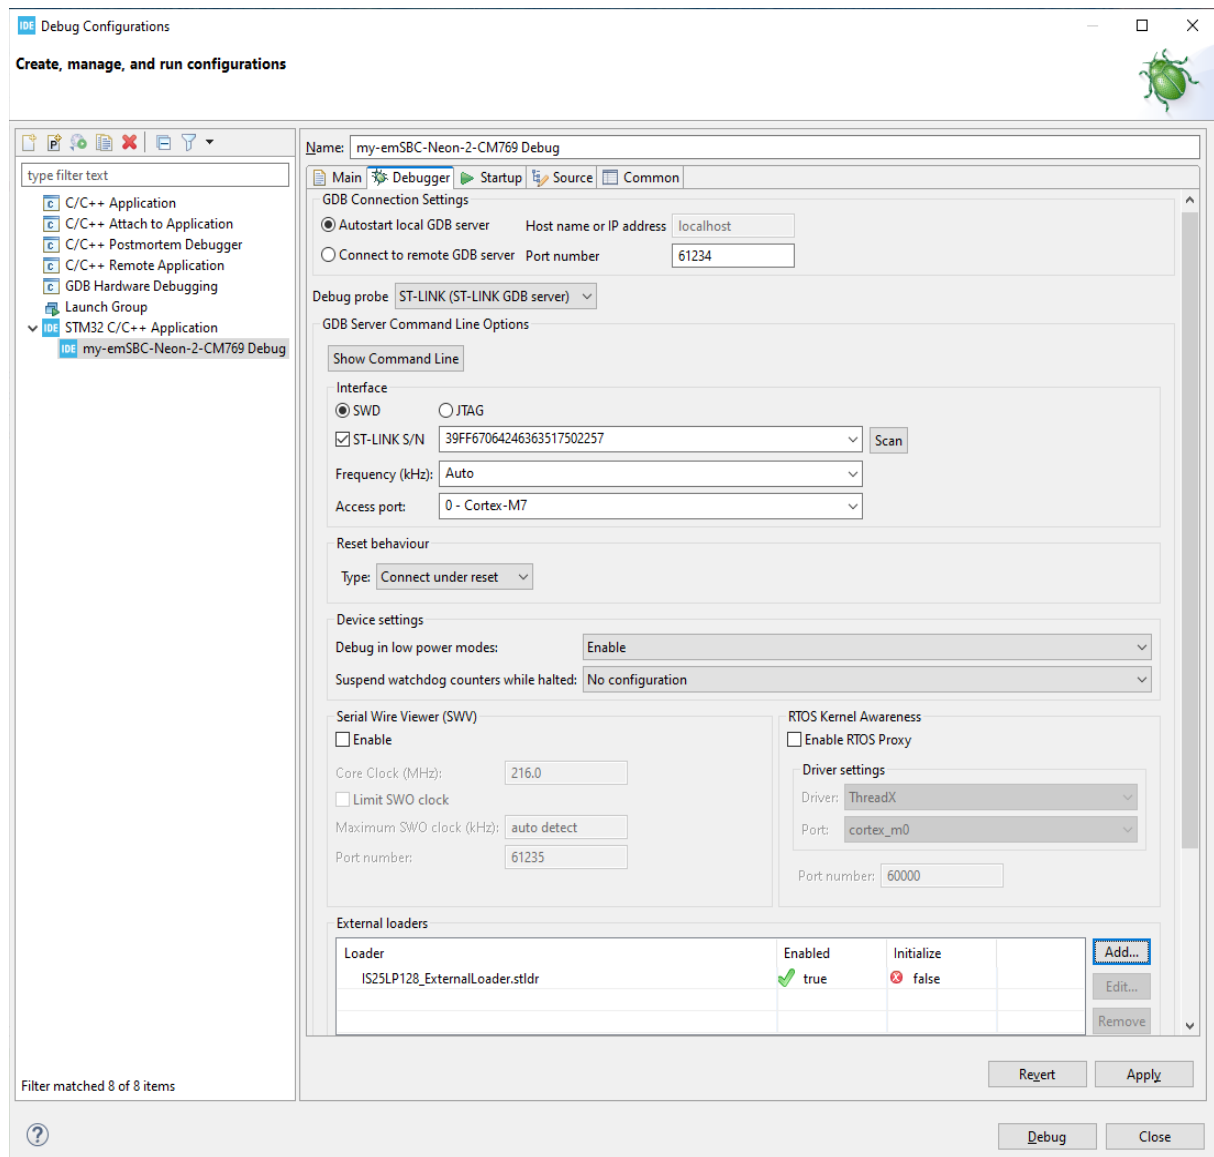 IDE Debug Configurations
Create, manage, and run configurations
type filter text
C/C++ Application
C/C++ Attach to Application
C/C++ Postmortem Debugger
C/C++ Remote Application
GDB Hardware Debugging
Launch Group
IDE STM32 C/C++ Application
IDE my-emSBC-Neon-2-CM769 Debug
Filter matched 8 of 8 items
Name: my-emSBC-Neon-2-CM769 Debug
Main Debugger Startup Source Common
GDB Connection Settings
Autostart local GDB server Host name or IP address localhost
Connect to remote GDB server Port number 61234
Debug probe ST-LINK (ST-LINK GDB server)
GDB Server Command Line Options
Show Command Line
Interface
SWD JTAG
ST-LINK S/N 39FF67064246363517502257 Scan
Frequency (kHz): Auto
Access port: 0 - Cortex-M7
Reset behaviour
Type: Connect under reset
Device settings
Debug in low power modes: Enable
Suspend watchdog counters while halted: No configuration
Serial Wire Viewer (SWV)
Enable
Core Clock (MHz): 216.0
Limit SWO clock
Maximum SWO clock (kHz): auto detect
Port number: 61235
RTOS Kernel Awareness
Enable RTOS Proxy
Driver settings
Driver: ThreadX
Port: cortex_m0
Port number: 60000
External loaders
Loader Enabled Initialize Add...
IS25LP128_ExternalLoader.stldr true false
Edit...
Remove
Revert Apply
? Debug Close